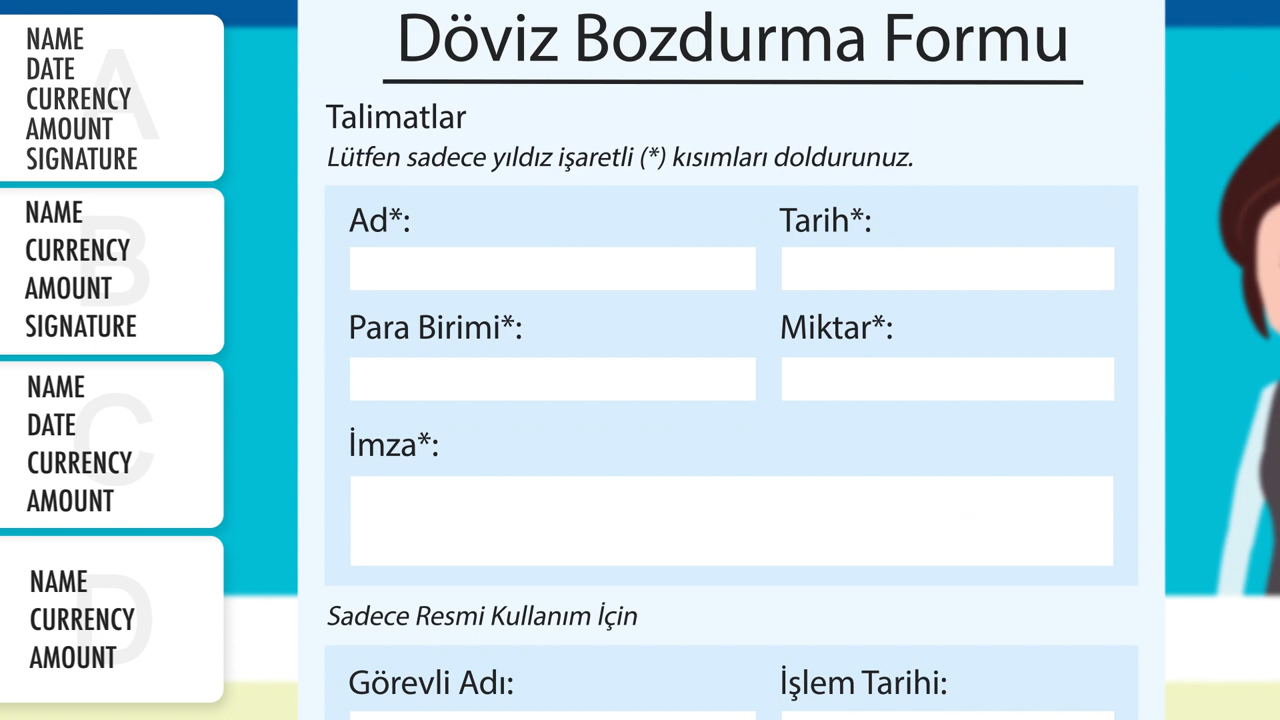 NAME
DATE
CURRENCY
AMOUNT
SIGNATURE
A
NAME
CURRENCY
AMOUNT
SIGNATURE
B
NAME
DATE
CURRENCY
AMOUNT
C
NAME
CURRENCY
AMOUNT
D
Döviz Bozdurma Formu
Talimatlar
Lütfen sadece yıldız işaretli (*) kısımları doldurunuz.
Ad*: Tarih*:
Para Birimi*: Miktar*:
İmza*:
Sadece Resmi Kullanım İçin
Görevli Adı: İşlem Tarihi: